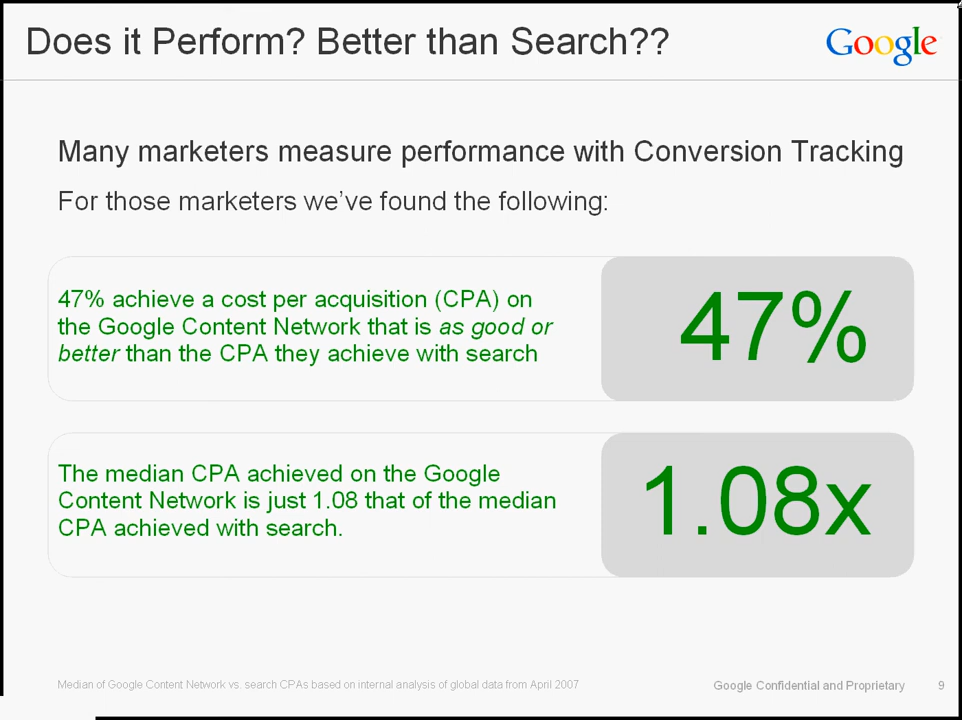 Does it Perform? Better than Search??
Google
Many marketers measure performance with Conversion Tracking
For those marketers we’ve found the following:
47% achieve a cost per acquisition (CPA) on
the Google Content Network that is as good or
better than the CPA they achieve with search
47%
The median CPA achieved on the Google
Content Network is just 1.08 that of the median
CPA achieved with search.
1.08x
Median of Google Content Network vs. search CPAs based on internal analysis of global data from April 2007
Google Confidential and Proprietary
9